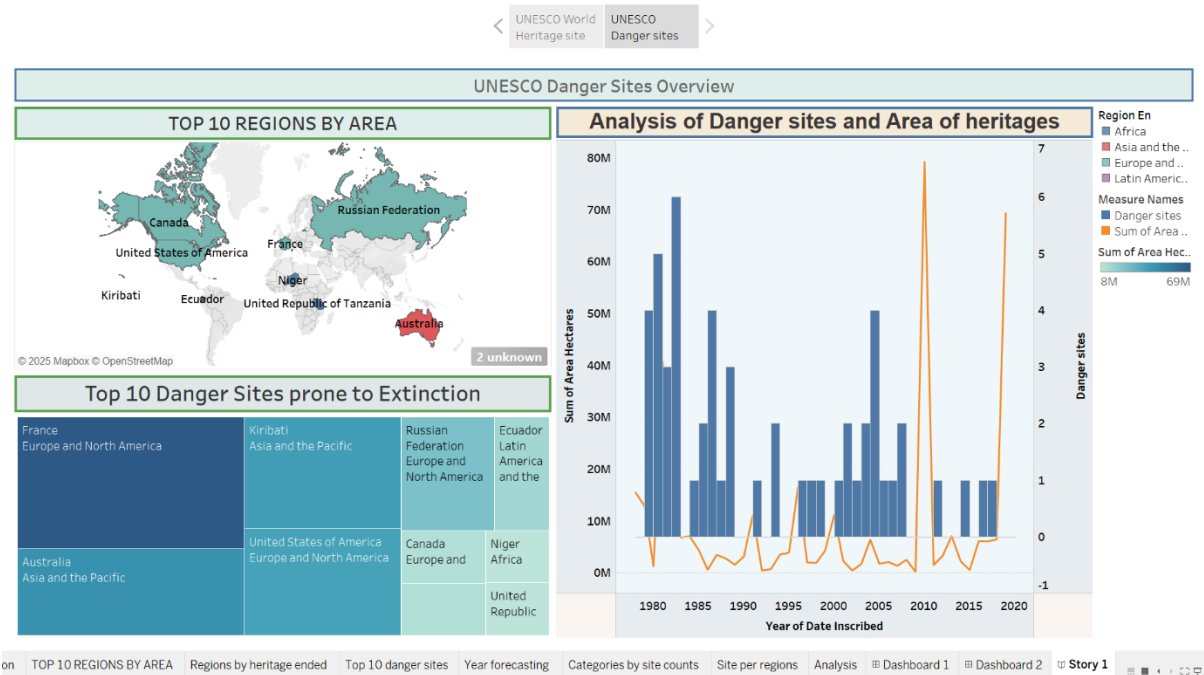 UNESCO World
Heritage site
UNESCO
Danger sites
UNESCO Danger Sites Overview
TOP 10 REGIONS BY AREA
Canada
Russian Federation
United States of America
France
Niger
Kiribati
Ecuador
United Republic of Tanzania
Australia
© 2025 Mapbox © OpenStreetMap
2 unknown
Top 10 Danger Sites prone to Extinction
France
Europe and North America
Australia
Asia and the Pacific
Kiribati
Asia and the Pacific
United States of America
Europe and North America
Russian
Federation
Europe and
North America
Ecuador
Latin
America
and the
Canada
Europe and
Niger
Africa
United
Republic
Analysis of Danger sites and Area of heritages
Sum of Area Hectares
80M
70M
60M
50M
40M
30M
20M
10M
0M
7
6
5
4
3
2
1
0
-1
Danger sites
1980 1985 1990 1995 2000 2005 2010 2015 2020
Year of Date Inscribed
Region En
Africa
Asia and the ..
Europe and ..
Latin Americ..
Measure Names
Danger sites
Sum of Area ..
Sum of Area Hec..
8M 69M
on TOP 10 REGIONS BY AREA Regions by heritage ended Top 10 danger sites Year forecasting Categories by site counts Site per regions Analysis Dashboard 1 Dashboard 2 Story 1